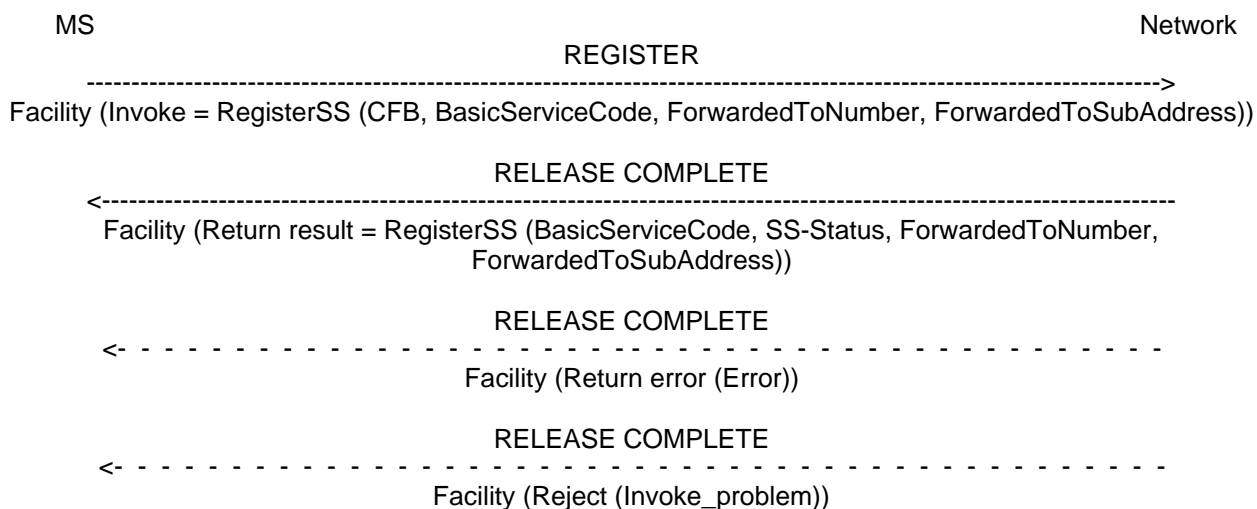 MS Network
REGISTER
------------------------------------------------------------------------------------------------------------------------>
Facility (Invoke = RegisterSS (CFB, BasicServiceCode, ForwardedToNumber, ForwardedToSubAddress))
RELEASE COMPLETE
<------------------------------------------------------------------------------------------------------------------------
Facility (Return result = RegisterSS (BasicServiceCode, SS-Status, ForwardedToNumber,
ForwardedToSubAddress))
RELEASE COMPLETE
<- - - - - - - - - - - - - - - - - - - - - -- - - - - - - - - - - - - - - - - - - - - - -
Facility (Return error (Error))
RELEASE COMPLETE
<- - - - - - - - - - - - - - - - - - - - - - - - - - - - - - - - - - - - - - - - - - - - -
Facility (Reject (Invoke_problem))